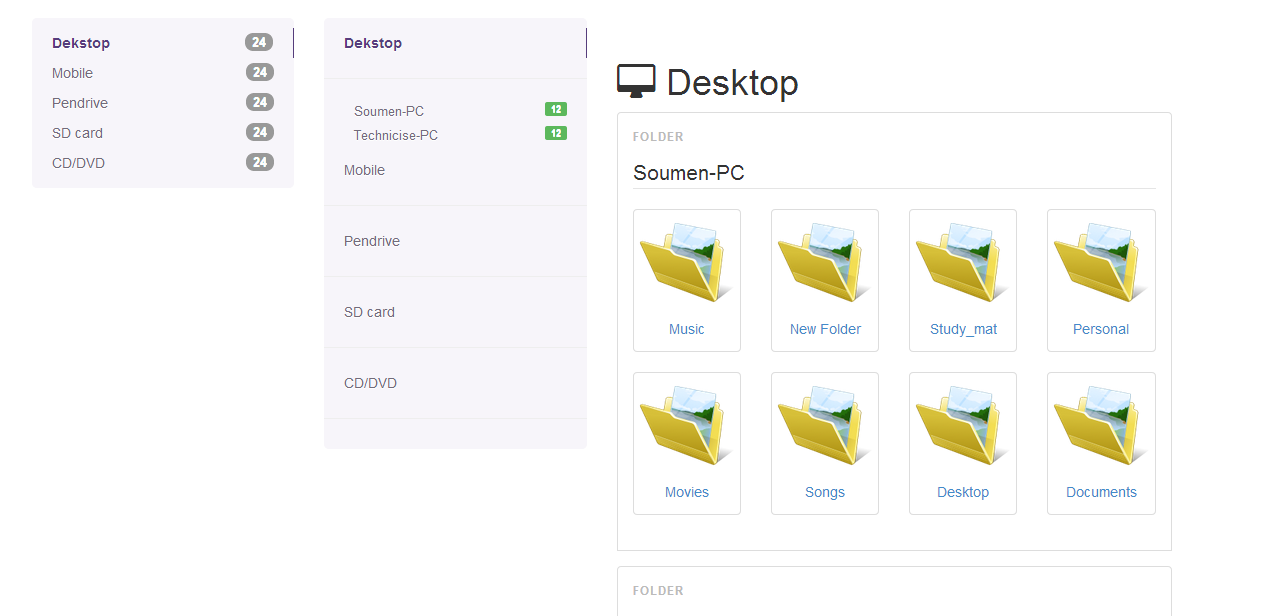 Dekstop 24
Mobile 24
Pendrive 24
SD card 24
CD/DVD 24
Dekstop
Soumen-PC 12
Technicise-PC 12
Mobile
Pendrive
SD card
CD/DVD
Desktop
FOLDER
Soumen-PC
Music New Folder Study_mat Personal
Movies Songs Desktop Documents
FOLDER